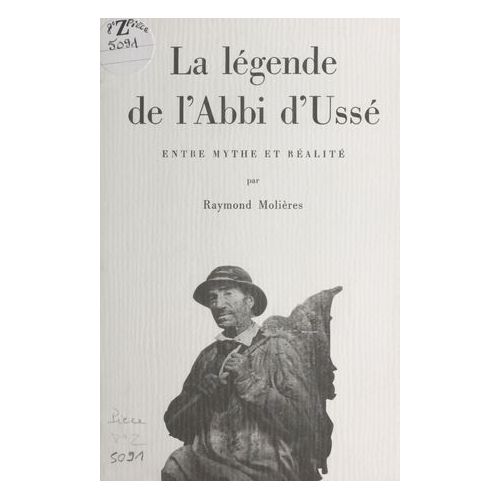 8°Z Pièce
5091
La légende
de l'Abbi d'Ussé
ENTRE MYTHE ET RÉALITÉ
par
Raymond Molières
Pièce
8°Z
5091